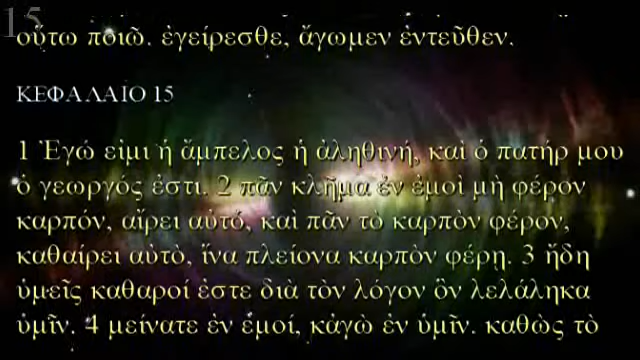 15
οὕτω ποιῶ. ἐγείρεσθε, ἄγωμεν ἐντεῦθεν.
ΚΕΦΑΛΑΙΟ 15
1 Ἐγώ εἰμι ἡ ἄμπελος ἡ ἀληθινή, καὶ ὁ πατήρ μου
ὁ γεωργός ἐστι. 2 πᾶν κλῆμα ἐν ἐμοὶ μὴ φέρον
καρπόν, αἴρει αὐτό, καὶ πᾶν τὸ καρπὸν φέρον,
καθαίρει αὐτὸ, ἵνα πλείονα καρπὸν φέρῃ. 3 ἤδη
ὑμεῖς καθαροί ἐστε διὰ τὸν λόγον ὃν λελάληκα
ὑμῖν. 4 μείνατε ἐν ἐμοί, κἀγὼ ἐν ὑμῖν. καθὼς τὸ